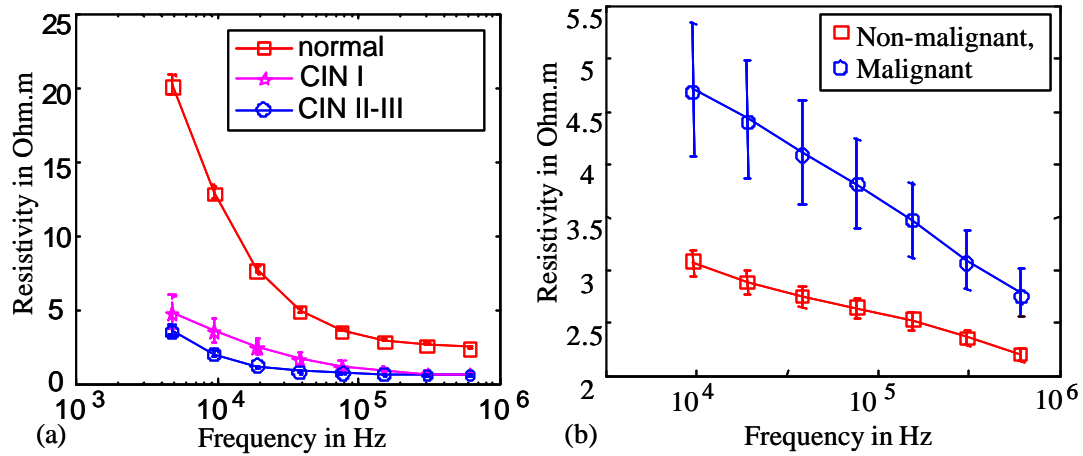 25
20
15
10
5
0
10^3
10^4
10^5
10^6
Resistivity in Ohm.m
Frequency in Hz
normal
CIN I
CIN II-III
(a)
5.5
5
4.5
4
3.5
3
2.5
2
10^4
10^5
10^6
Resistivity in Ohm.m
Frequency in Hz
Non-malignant,
Malignant
(b)